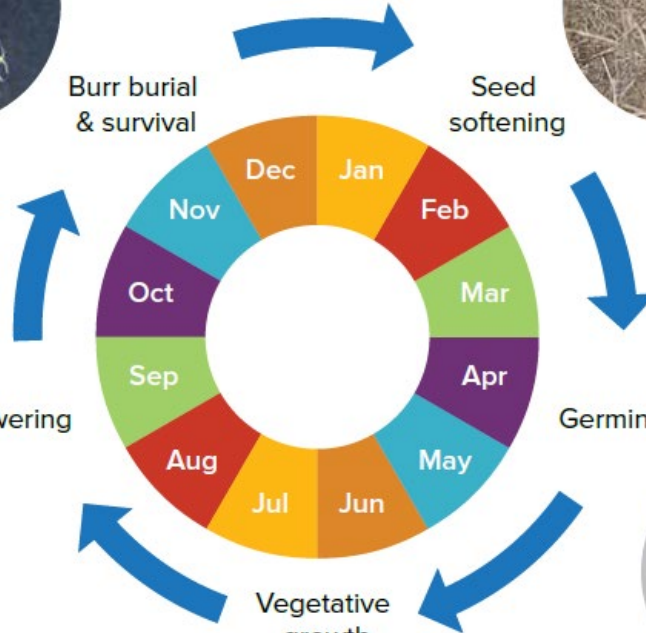 Burr burial
& survival
Seed
softening
Dec
Jan
Nov
Feb
Oct
Mar
Sep
Apr
Aug
May
Jul
Jun
Vegetative